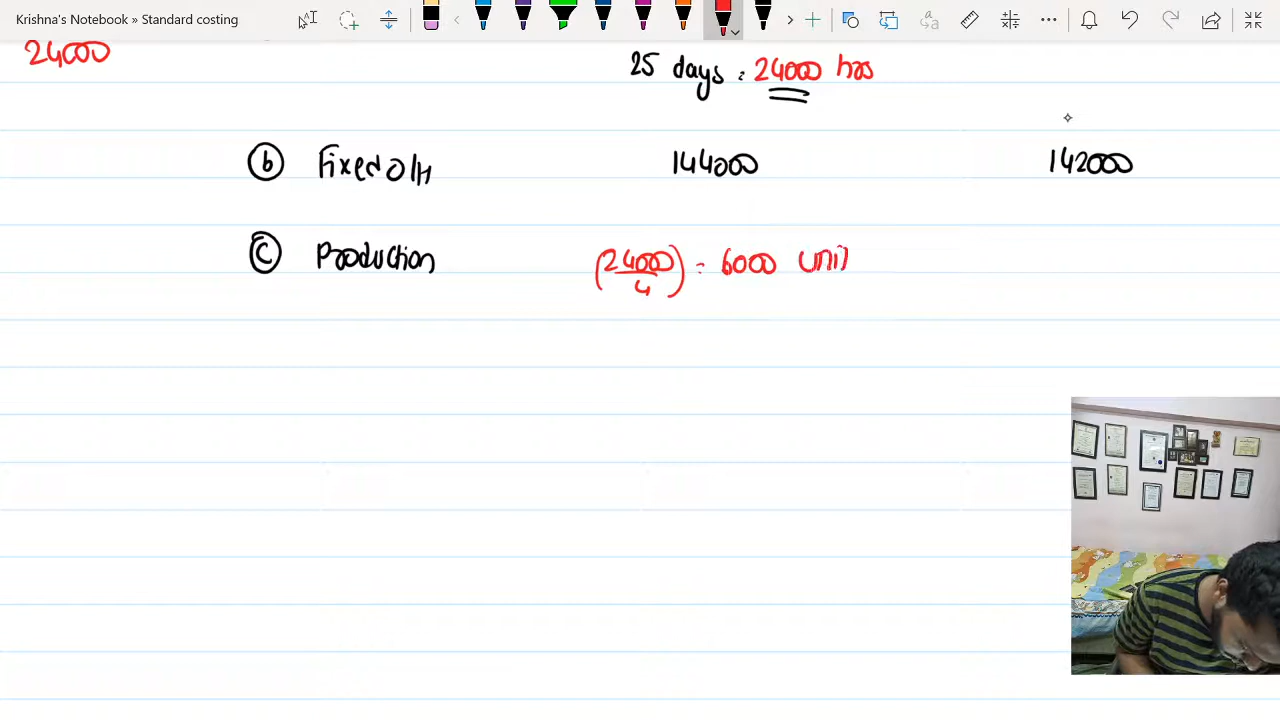 Krishna's Notebook » Standard costing
24000
25 days = 24000 hrs
(b) Fixed O/H 144000 142000
(c) Production (24000/4) = 6000 unit